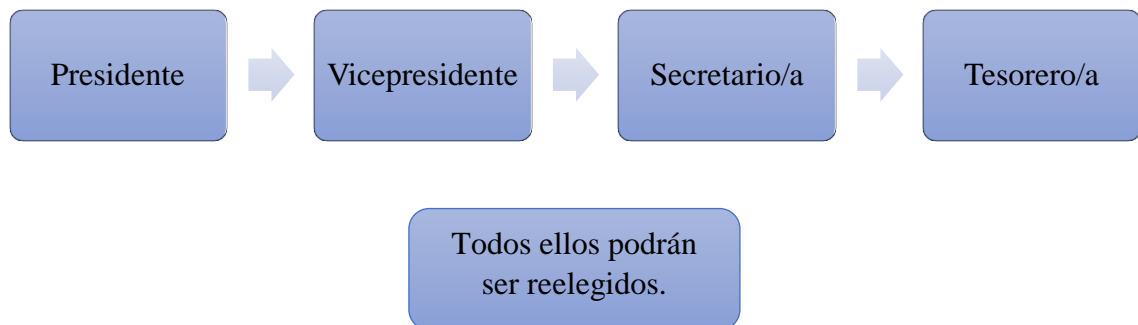 Presidente
Vicepresidente
Secretario/a
Tesorero/a
Todos ellos podrán
ser reelegidos.